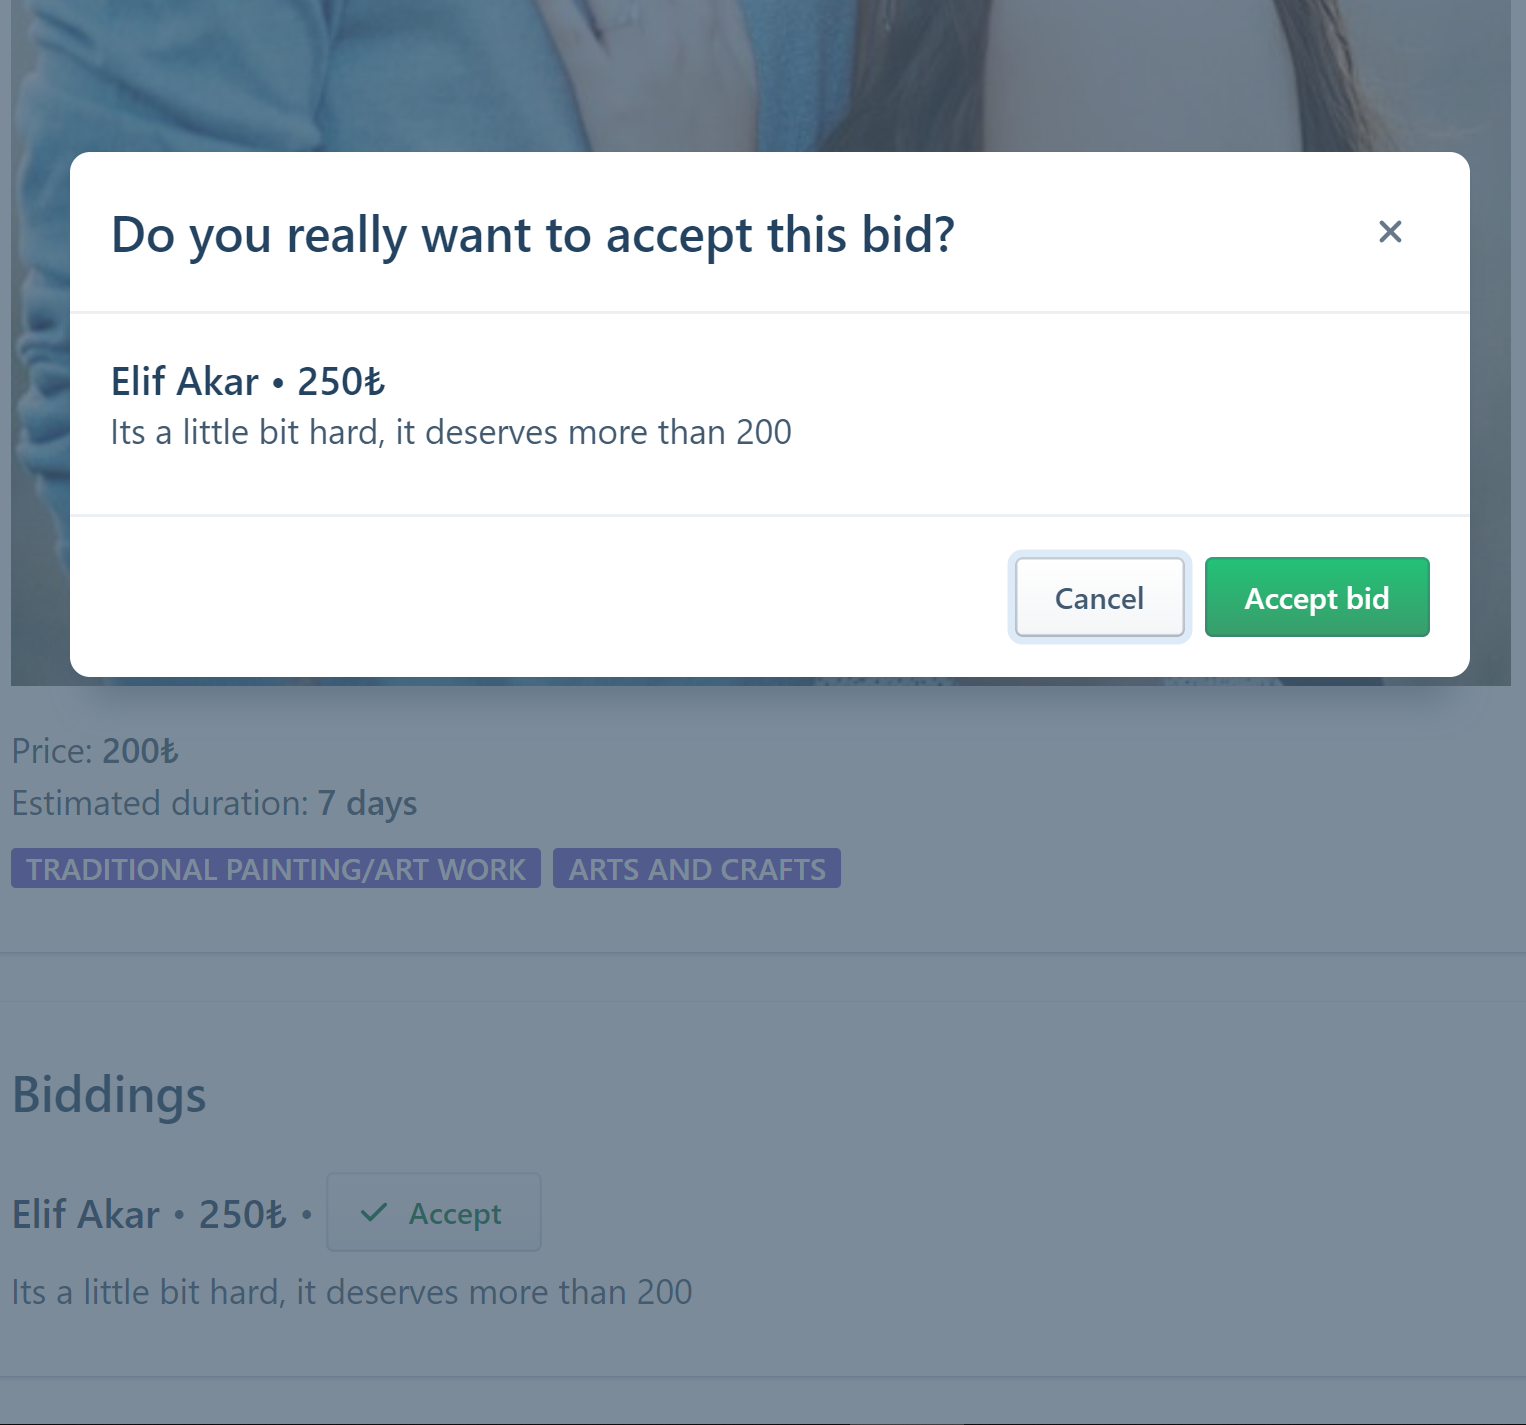 Do you really want to accept this bid?
Elif Akar • 250₺
Its a little bit hard, it deserves more than 200
Cancel
Accept bid
Price: 200₺
Estimated duration: 7 days
TRADITIONAL PAINTING/ART WORK
ARTS AND CRAFTS
Biddings
Elif Akar • 250₺ • Accept
Its a little bit hard, it deserves more than 200